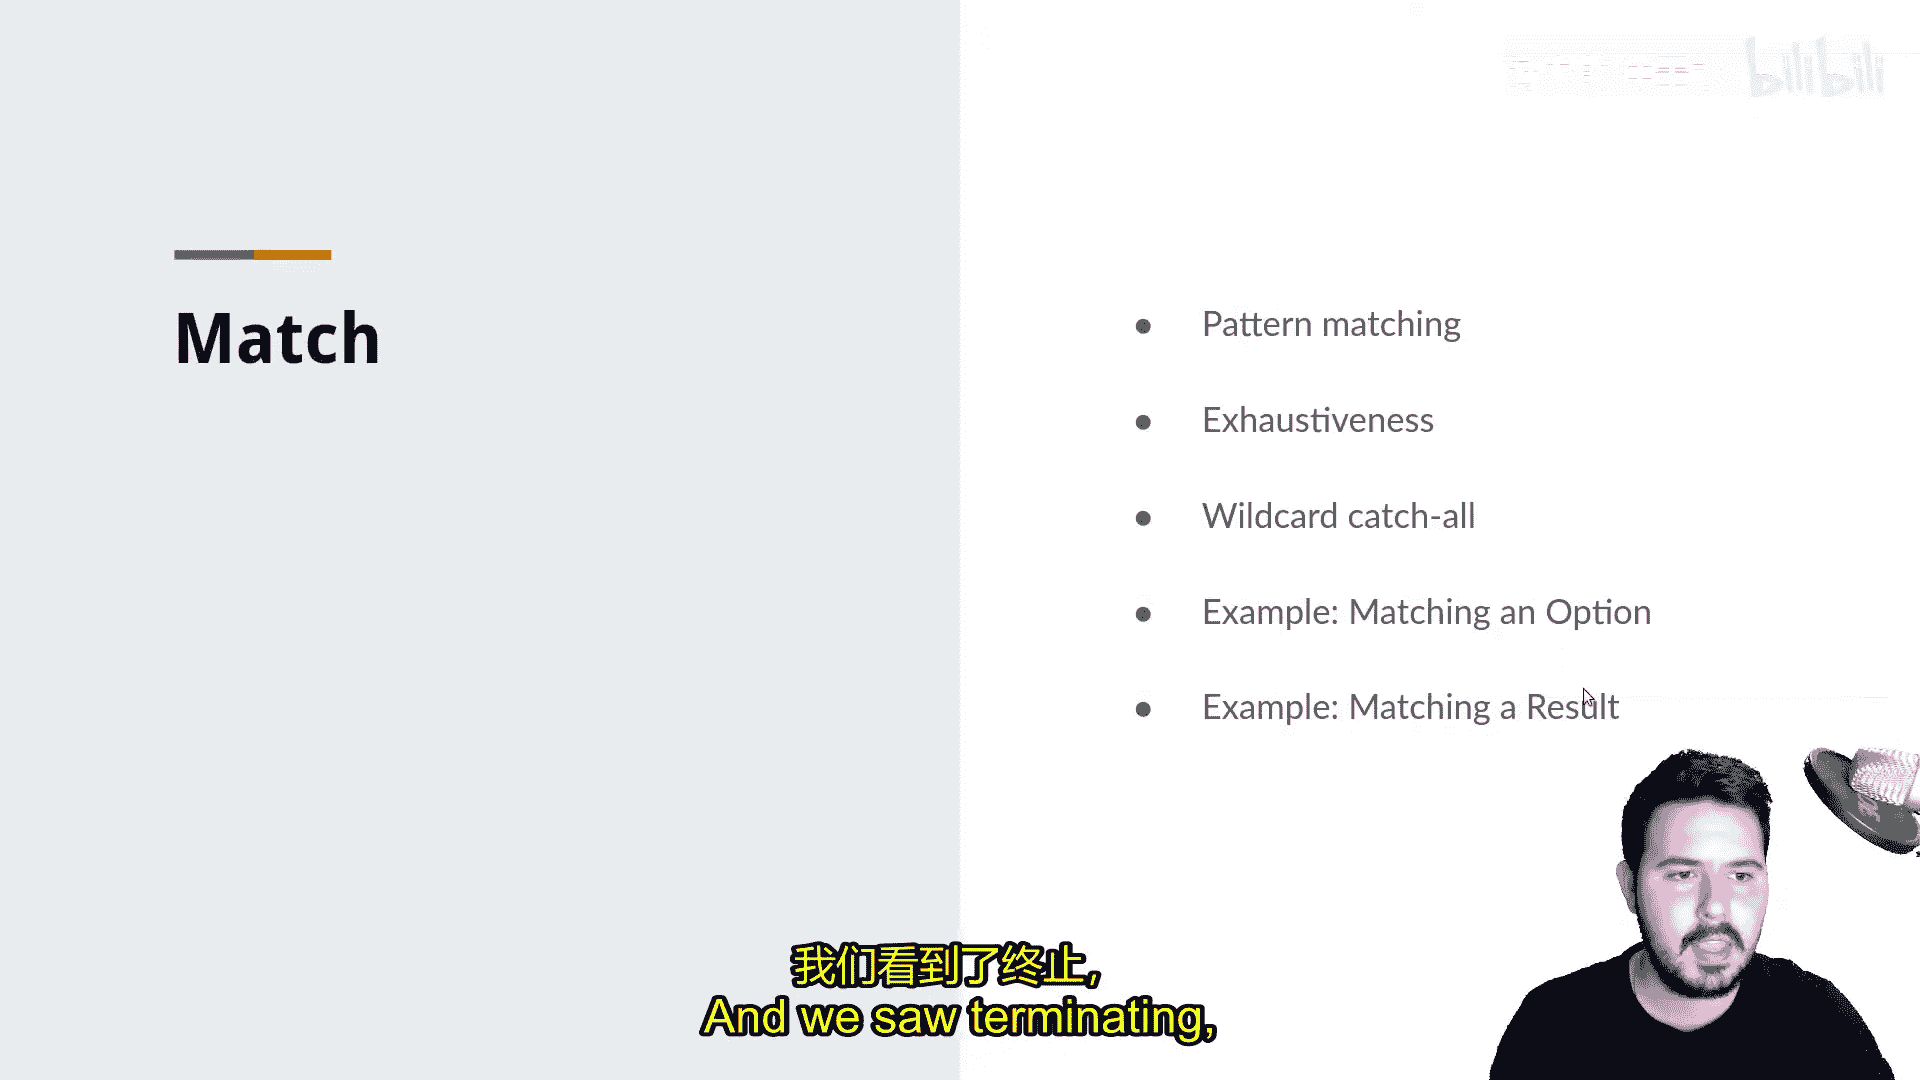 bilibili
Match
Pattern matching
Exhaustiveness
Wildcard catch-all
Example: Matching an Option
Example: Matching a Result
我们看到了终止，
And we saw terminating,